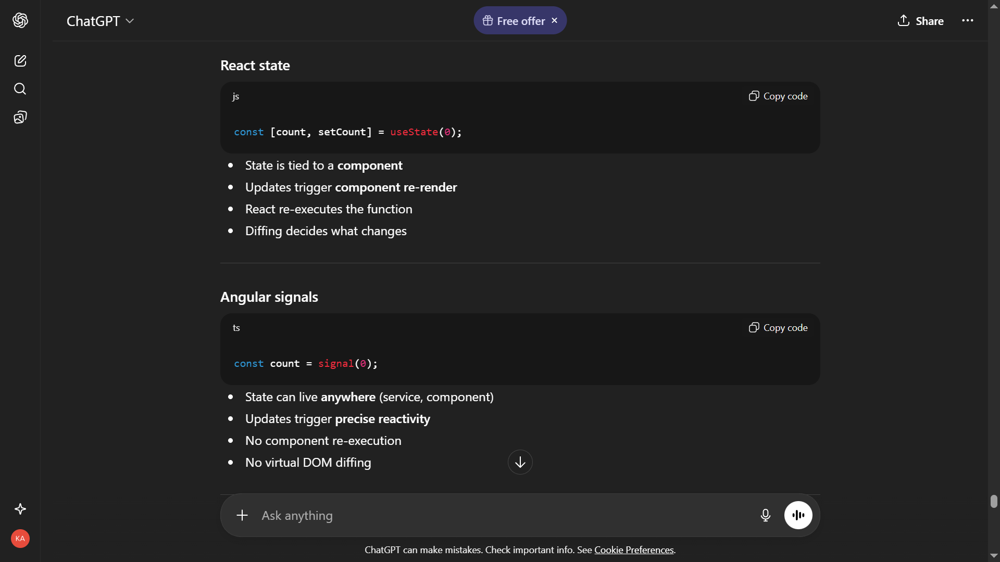 ChatGPT
Free offer
Share
React state
js
Copy code
const [count, setCount] = useState(0);
State is tied to a component
Updates trigger component re-render
React re-executes the function
Diffing decides what changes
Angular signals
ts
Copy code
const count = signal(0);
State can live anywhere (service, component)
Updates trigger precise reactivity
No component re-execution
No virtual DOM diffing
Ask anything
KA
ChatGPT can make mistakes. Check important info. See Cookie Preferences.